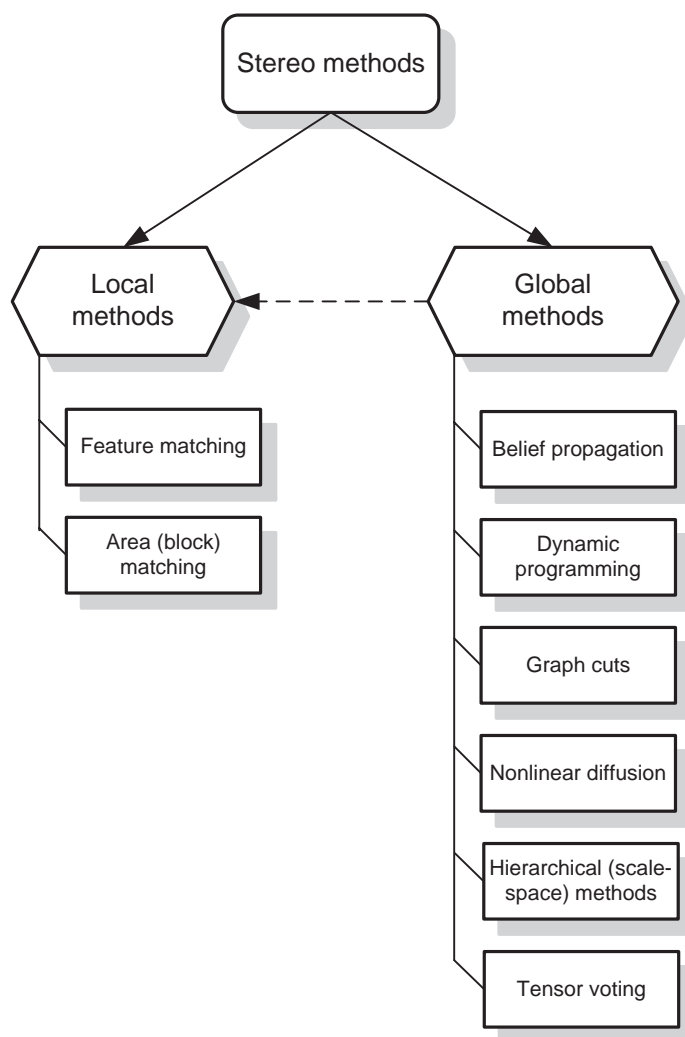 Stereo methods
Local
methods
Global
methods
Feature matching
Area (block)
matching
Belief propagation
Dynamic
programming
Graph cuts
Nonlinear diffusion
Hierarchical (scale-
space) methods
Tensor voting